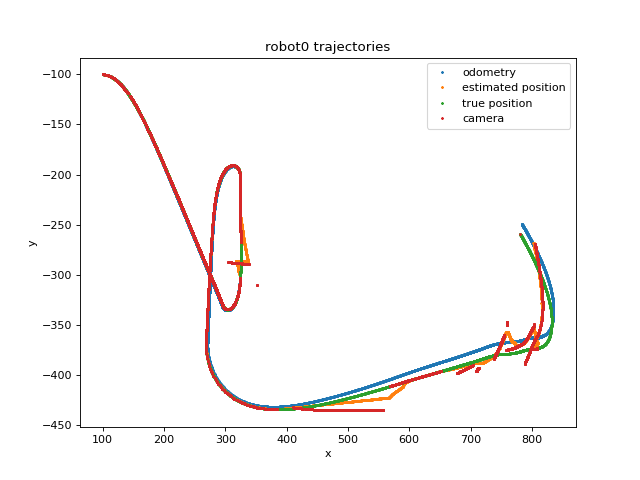 robot0 trajectories
odometry
estimated position
true position
camera
y
−100
−150
−200
−250
−300
−350
−400
−450
100 200 300 400 500 600 700 800
x